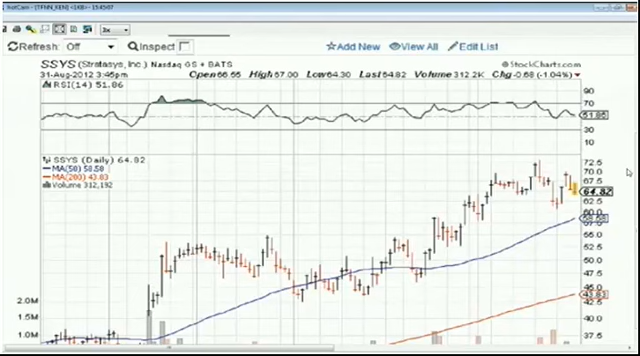 Refresh: Off Inspect Add New View All Edit List
SSYS (Stratasys, Inc.) Nasdaq GS + BATS © StockCharts.com
31-Aug-2012 3:45pm Open 66.55 High 67.00 Low 64.30 Last 64.82 Volume 312.2K Chg -0.68 (-1.04%)
RSI(14) 51.86
90
70
51.86
30
10
SSYS (Daily) 64.82
MA(50) 58.58
MA(200) 43.83
Volume 312,192
72.5
70.0
67.5
64.82
62.5
60.0
58.58
55.0
52.5
50.0
47.5
45.0
43.83
42.5
40.0
37.5
2.0M
1.5M
1.0M